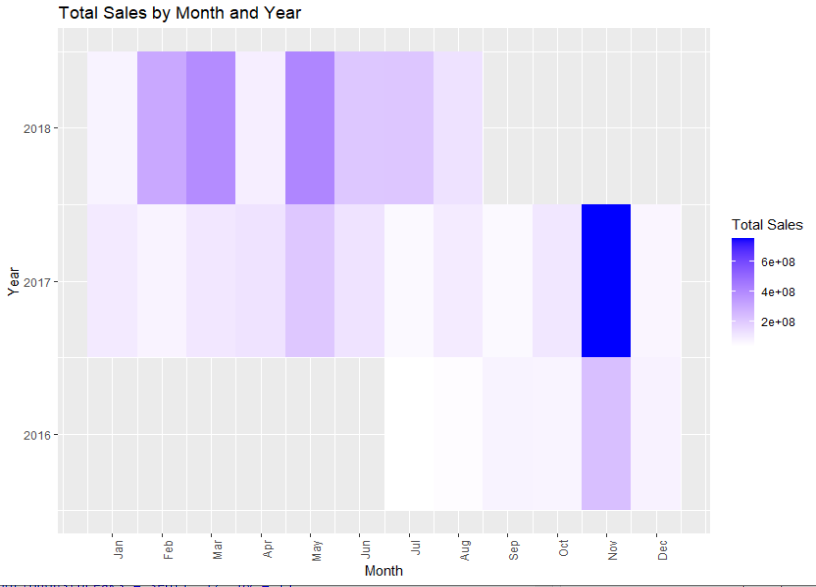 Total Sales by Month and Year
2018
2017
2016
Year
Jan Feb Mar Apr May Jun Jul Aug Sep Oct Nov Dec
Month
Total Sales
6e+08
4e+08
2e+08